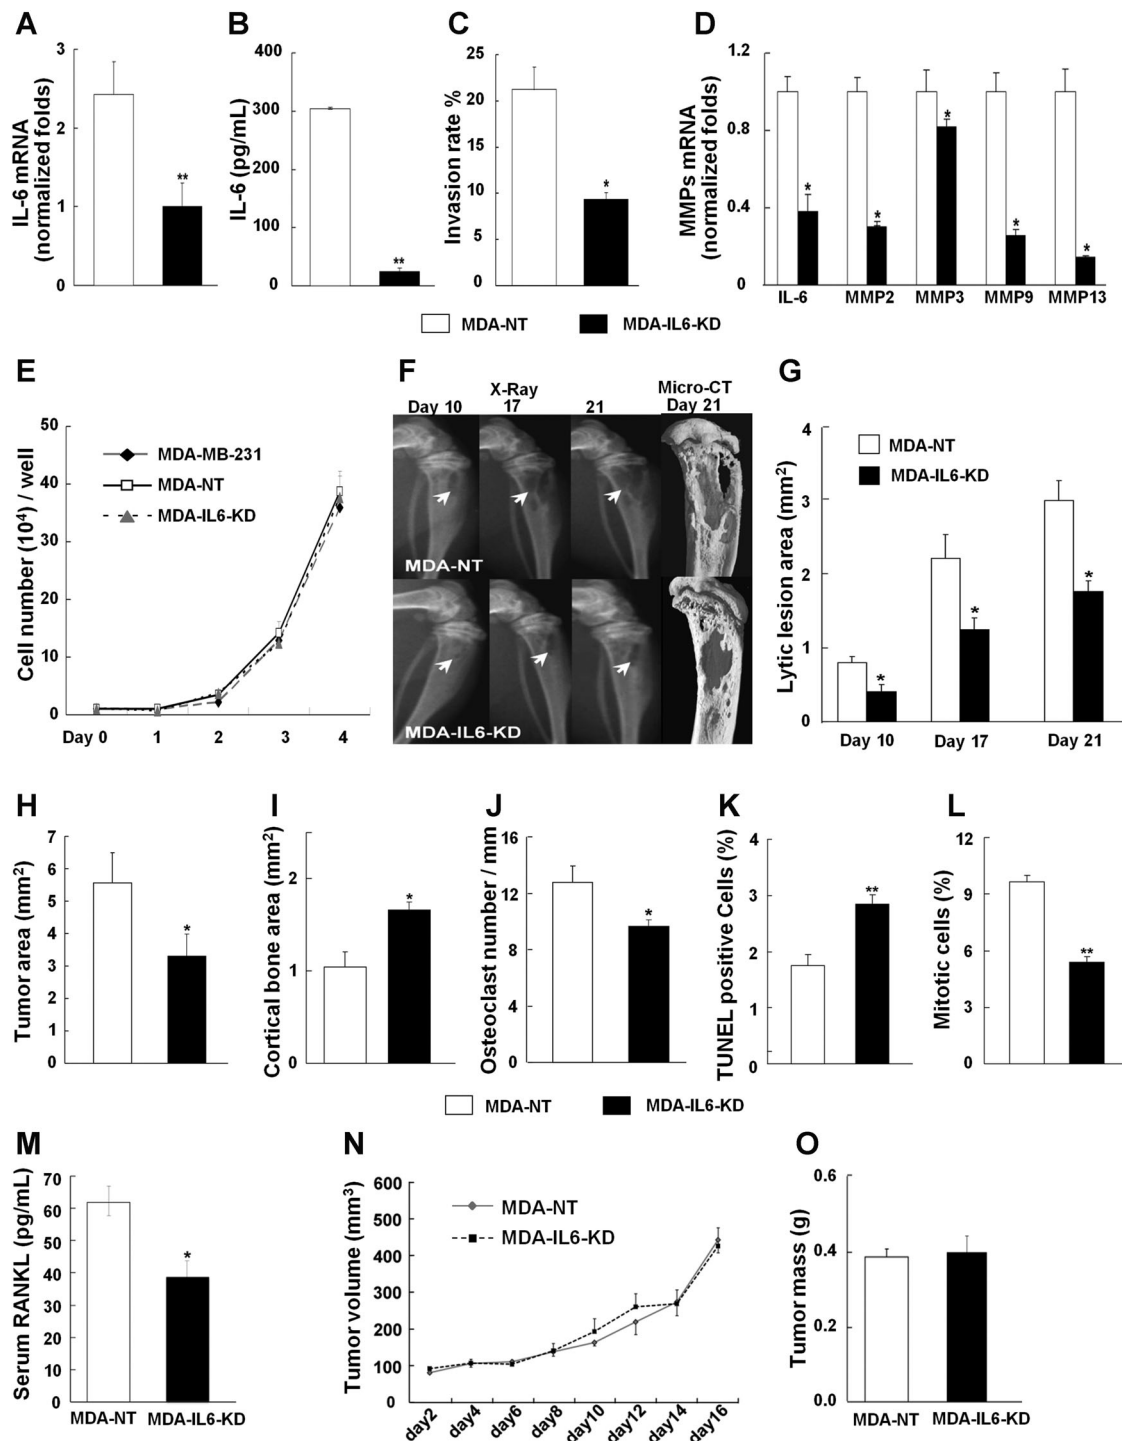 A
IL-6 mRNA
(normalized folds)
3
2
1
0
**
B
IL-6 (pg/mL)
400
300
200
300
100
0
**
C
Invasion rate %
25
20
15
10
5
0
*
D
MMPs mRNA
(normalized folds)
1.2
0.8
0.4
0
*
*
*
*
*
IL-6 MMP2 MMP3 MMP9 MMP13
MDA-NT MDA-IL6-KD
E
Cell number (10⁴) / well
50
40
30
20
10
0
MDA-MB-231
MDA-NT
MDA-IL6-KD
Day 0 1 2 3 4
F
X-Ray Micro-CT
Day 10 17 21 Day 21
MDA-NT
MDA-IL6-KD
G
Lytic lesion area (mm²)
4
3
2
1
0
MDA-NT
MDA-IL6-KD
*
*
*
Day 10 Day 17 Day 21
H
Tumor area (mm²)
7
6
5
4
3
2
1
0
*
I
Cortical bone area (mm²)
2
1
0
*
J
Osteoclast number / mm
16
12
8
4
0
*
K
TUNEL positive Cells (%)
4
3
2
1
0
**
L
Mitotic cells (%)
12
9
6
3
0
**
MDA-NT MDA-IL6-KD
M
Serum RANKL (pg/mL)
70
60
50
40
30
20
10
0
*
MDA-NT MDA-IL6-KD
N
Tumor volume (mm³)
600
500
400
300
200
100
0
MDA-NT
MDA-IL6-KD
day2 day4 day6 day8 day10 day12 day14 day16
O
Tumor mass (g)
0.6
0.4
0.2
0.0
MDA-NT MDA-IL6-KD